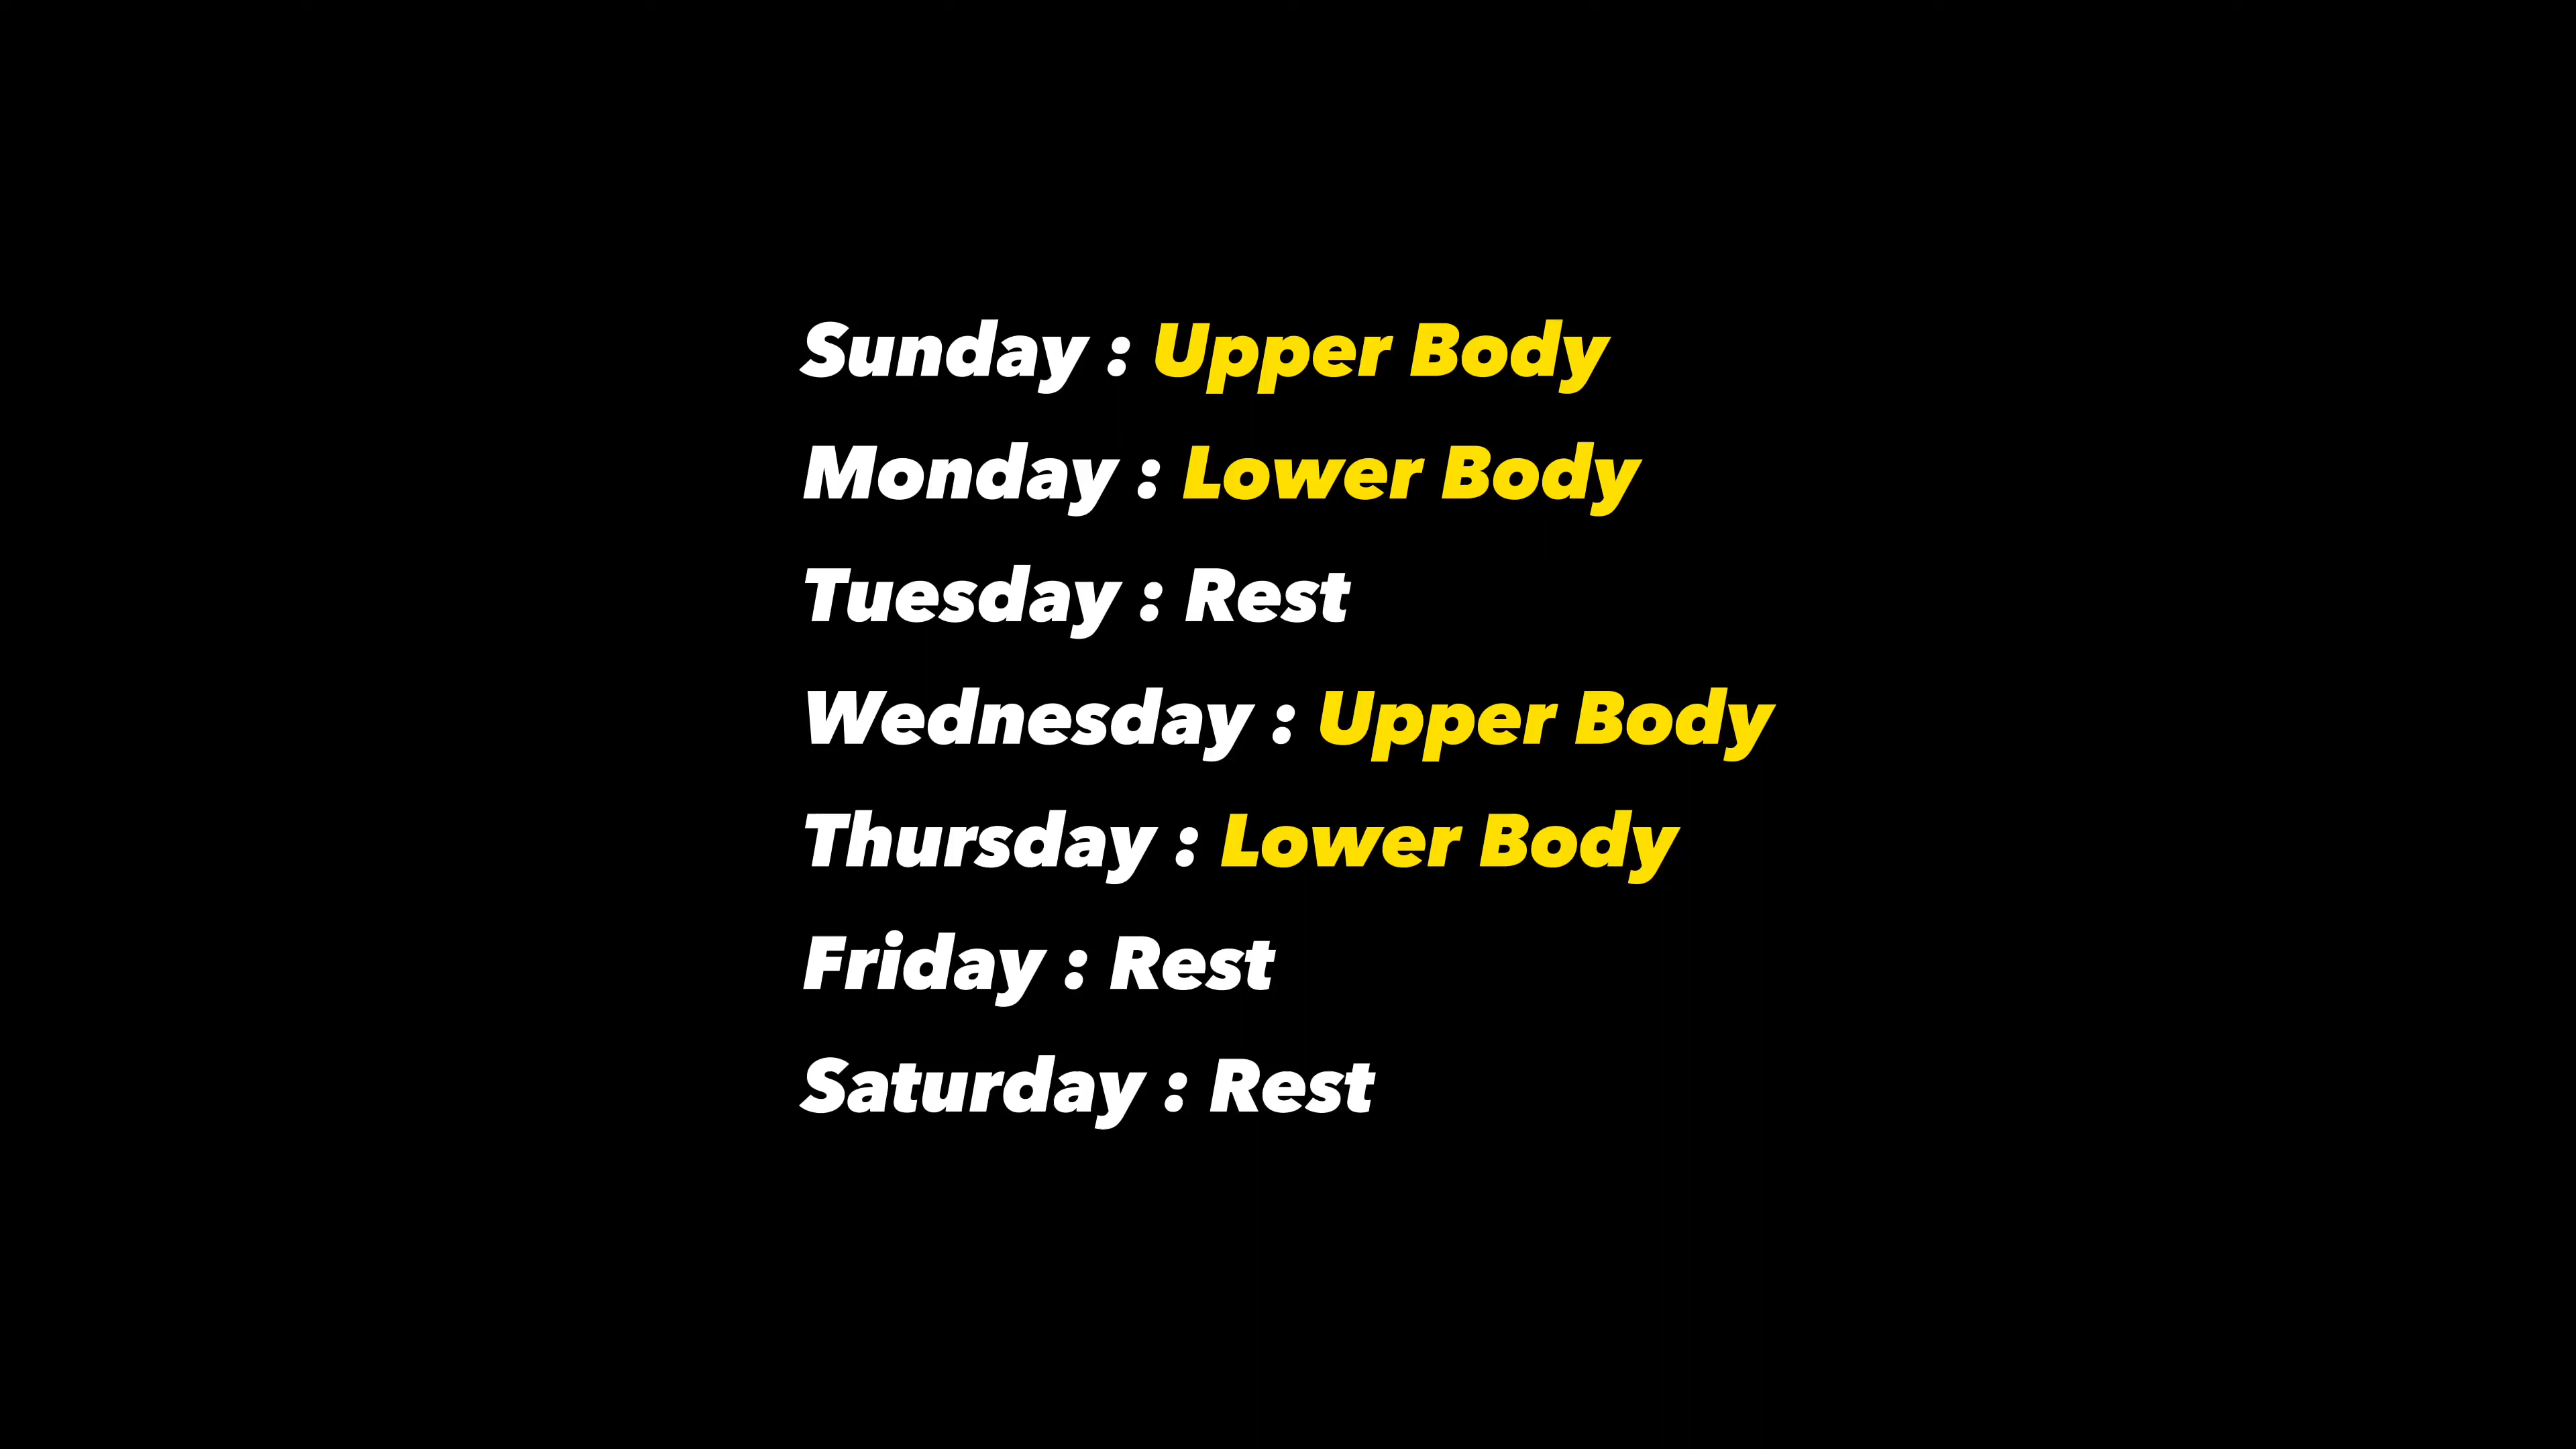 Sunday : Upper Body
Monday : Lower Body
Tuesday : Rest
Wednesday : Upper Body
Thursday : Lower Body
Friday : Rest
Saturday : Rest